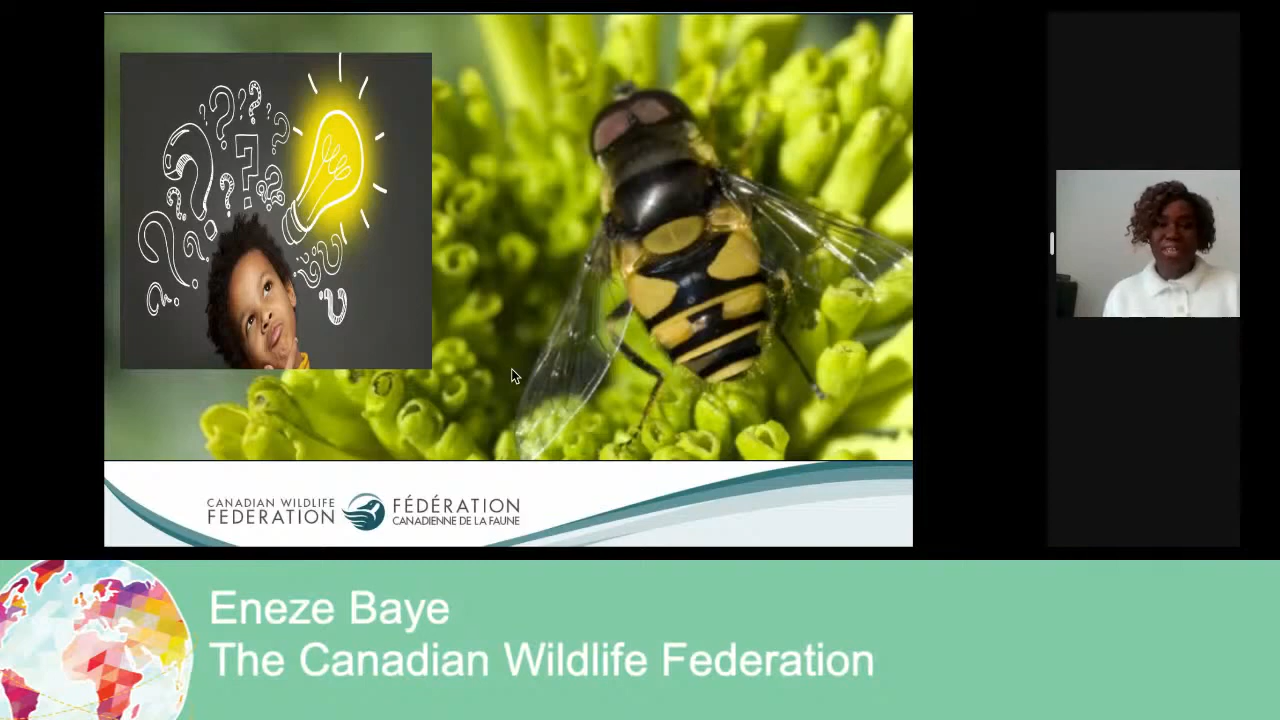 CANADIAN WILDLIFE
FEDERATION
FÉDÉRATION
CANADIENNE DE LA FAUNE
Eneze Baye
The Canadian Wildlife Federation